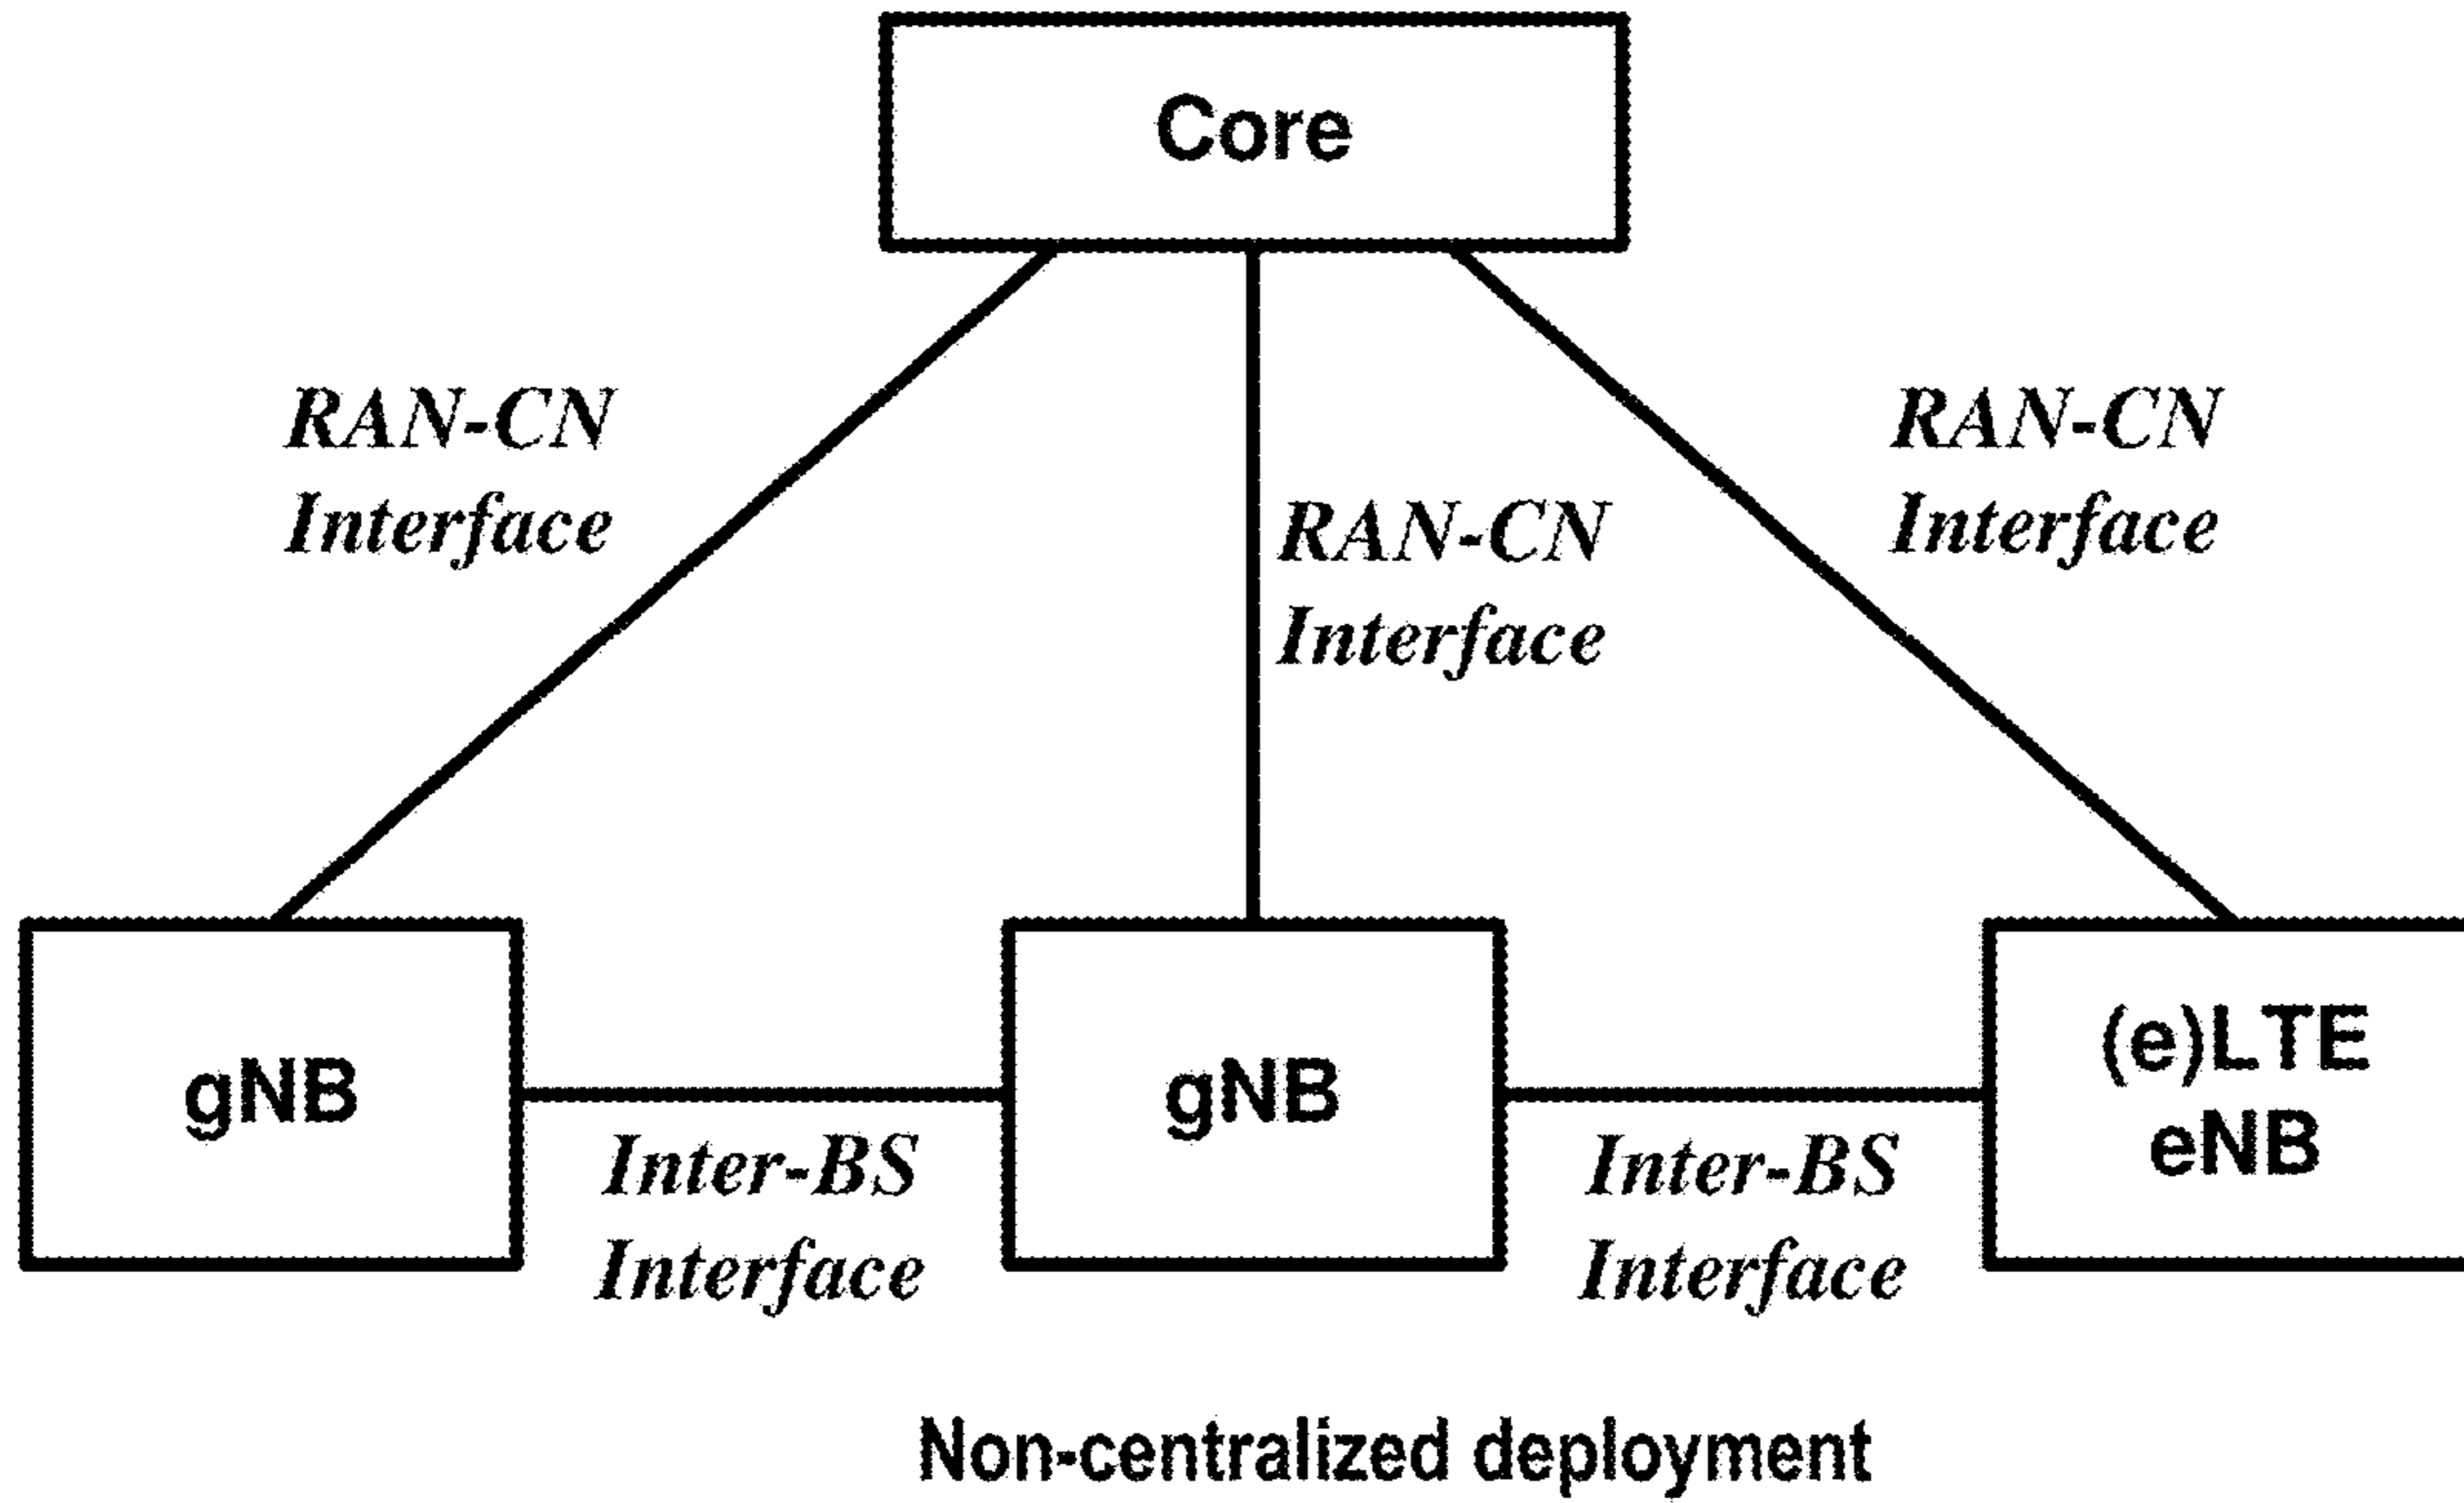 Core
RAN-CN
Interface
RAN-CN
Interface
RAN-CN
Interface
gNB
gNB
(e)LTE
eNB
Inter-BS
Interface
Inter-BS
Interface
Non-centralized deployment